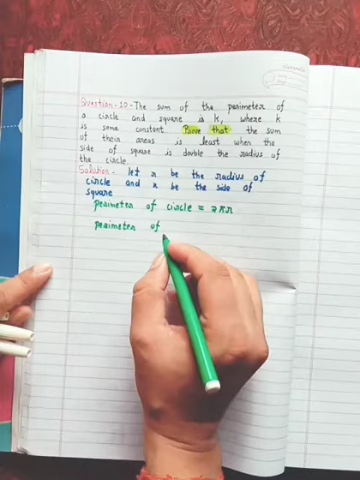 Question-10- The sum of the perimeter of
a circle and square is k, where k
is some constant. Prove that the sum
of their areas is least when the
side of square is double the radius of
the circle.
Solution- let r be the radius of
circle and x be the side of
square
perimeter of circle = 2πr
perimeter of